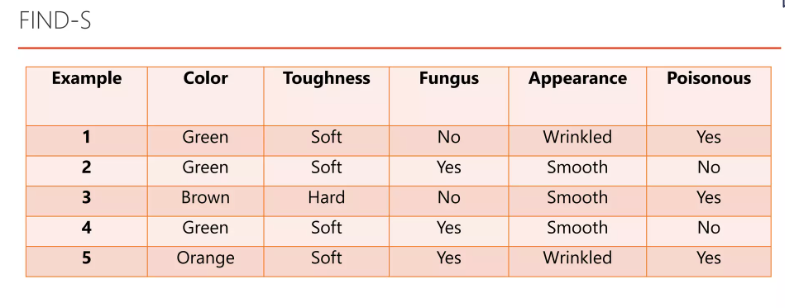 FIND-S
Example Color Toughness Fungus Appearance Poisonous
1 Green Soft No Wrinkled Yes
2 Green Soft Yes Smooth No
3 Brown Hard No Smooth Yes
4 Green Soft Yes Smooth No
5 Orange Soft Yes Wrinkled Yes